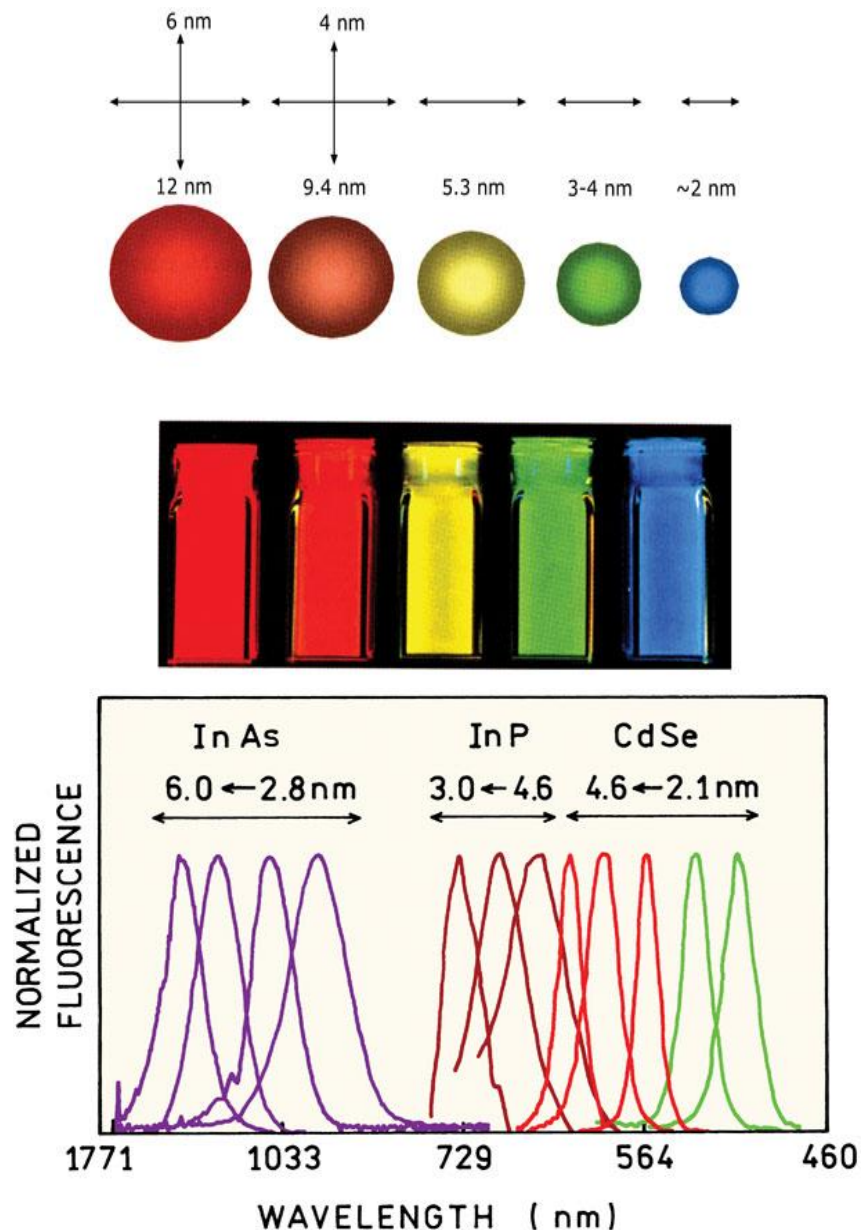 6 nm 4 nm
12 nm 9.4 nm 5.3 nm 3-4 nm ~2 nm
InAs InP CdSe
6.0 ← 2.8nm 3.0 ← 4.6 4.6 ← 2.1nm
NORMALIZED
FLUORESCENCE
1771 1033 729 564 460
WAVELENGTH (nm)